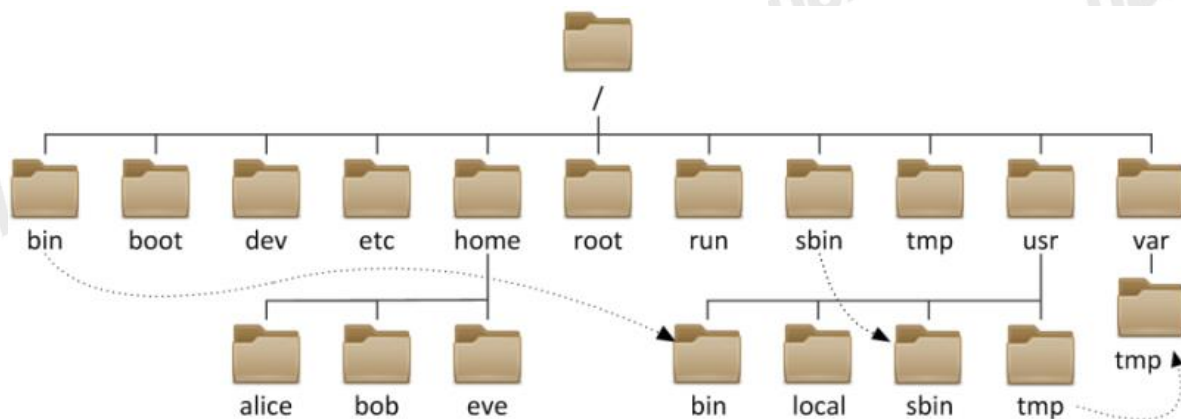 /
bin boot dev etc home root run sbin tmp usr var
alice bob eve bin local sbin tmp tmp